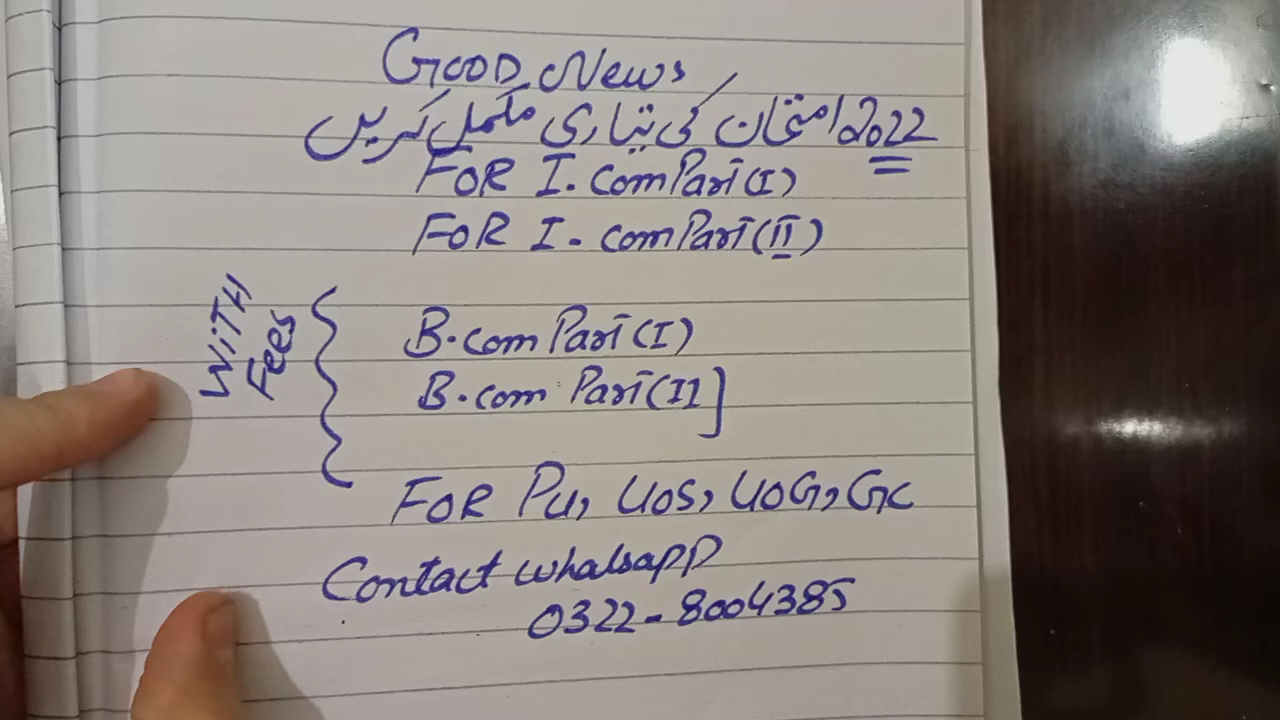 GOOD News
2022 امتحان کی تیاری مکمل کریں
FOR I. com Part (I)
FOR I. com Part (II)
WITH
Fees
B.com Part (I)
B.com Part (II]
FOR PU, UOS, UOG, GC
Contact whatsapp
0322-8004385